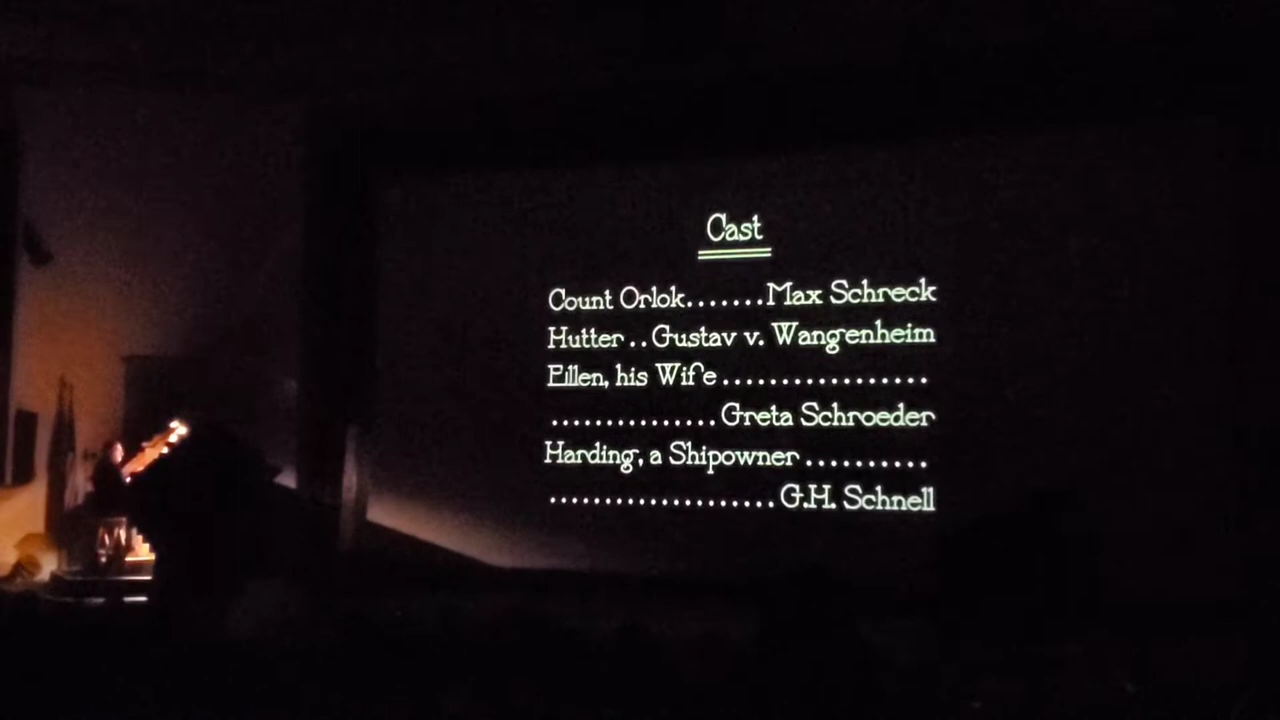 Cast
Count Orlok.......Max Schreck
Hutter..Gustav v. Wangenheim
Ellen, his Wife.................
...............Greta Schroeder
Harding, a Shipowner..........
....................G.H. Schnell